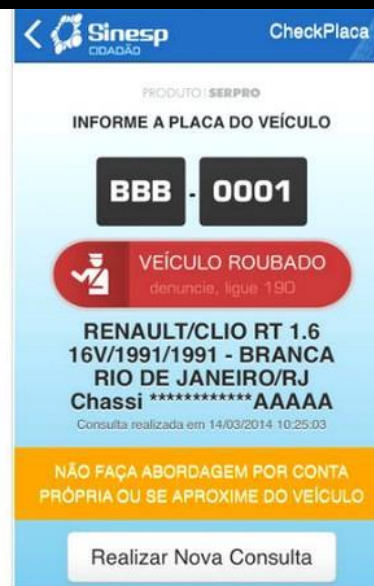 Sinesp
CIDADÃO
CheckPlaca
PRODUTO | SERPRO
INFORME A PLACA DO VEÍCULO
BBB - 0001
VEÍCULO ROUBADO
denuncie, ligue 190
RENAULT/CLIO RT 1.6
16V/1991/1991 - BRANCA
RIO DE JANEIRO/RJ
Chassi ************AAAAA
Consulta realizada em 14/03/2014 10:25:03
NÃO FAÇA ABORDAGEM POR CONTA
PRÓPRIA OU SE APROXIME DO VEÍCULO
Realizar Nova Consulta